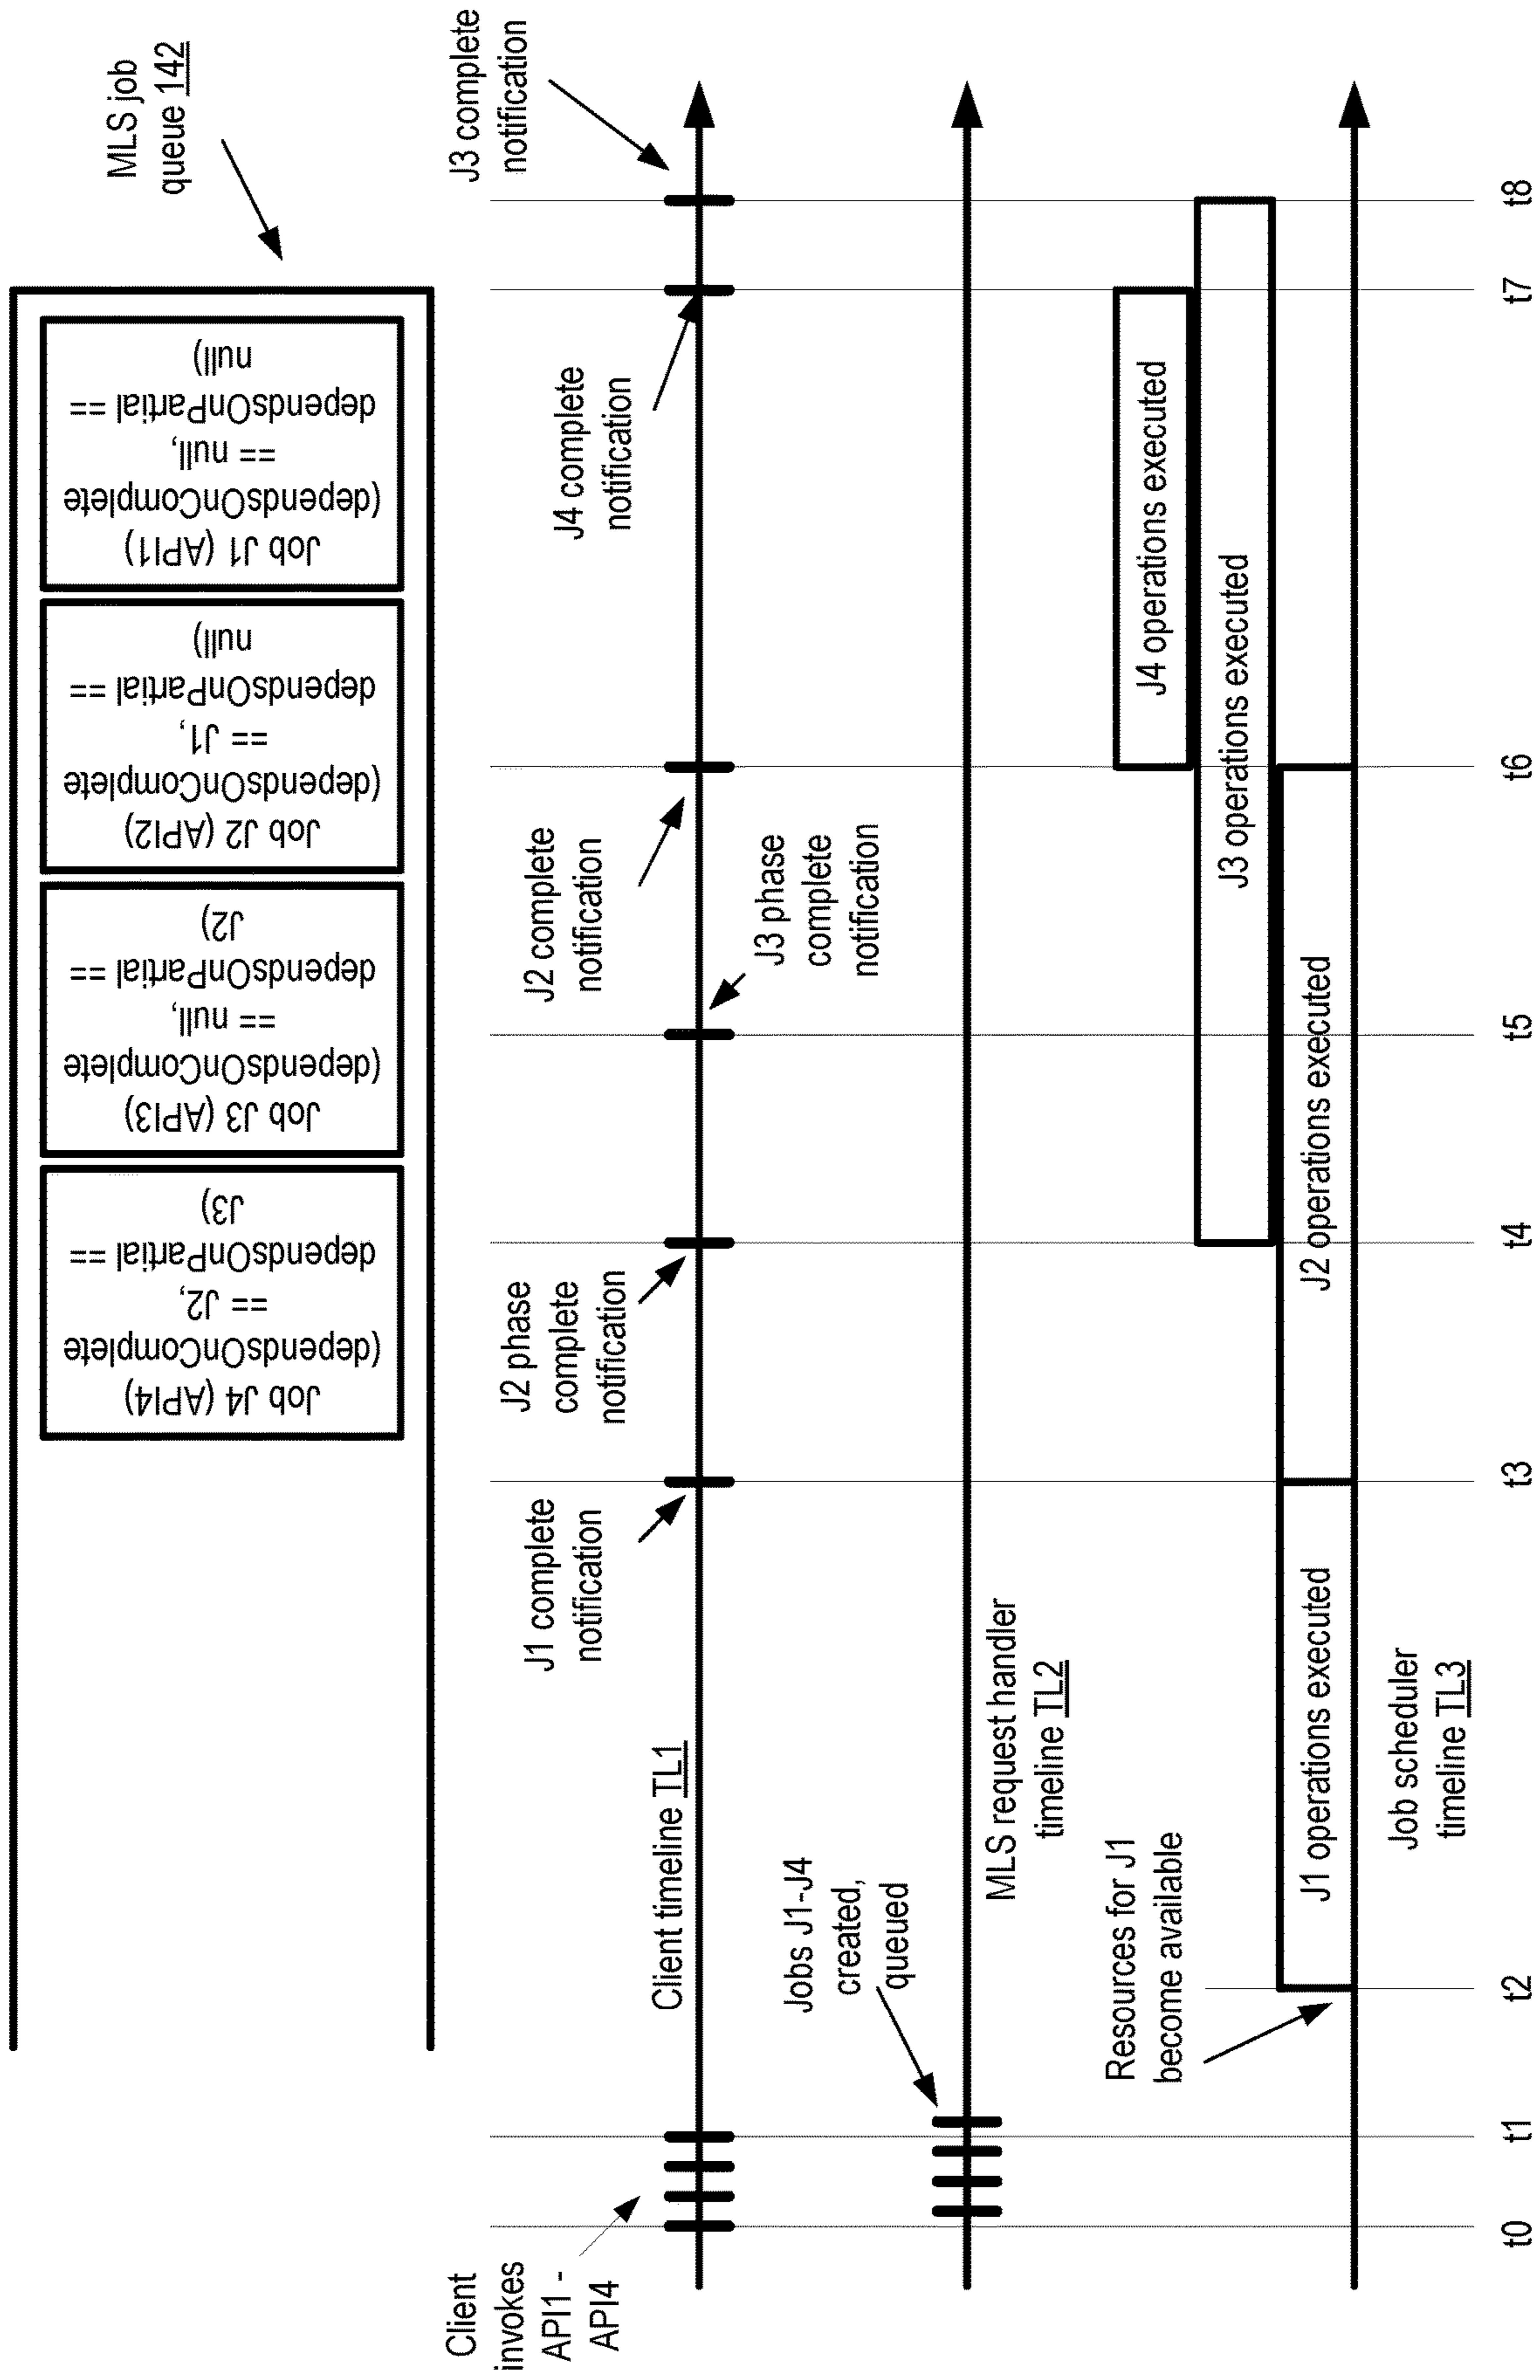 MLS job
queue 142
Job J4 (API4)
(dependsOnComplete
== J2,
dependsOnPartial ==
J3)
Job J3 (API3)
(dependsOnComplete
== null,
dependsOnPartial ==
J2)
Job J2 (API2)
(dependsOnComplete
== J1,
dependsOnPartial ==
null)
Job J1 (API1)
(dependsOnComplete
== null,
dependsOnPartial ==
null)
Client
invokes
API1 -
API4
Client timeline TL1
J1 complete
notification
J2 phase
complete
notification
J2 complete
notification
J3 phase
complete
notification
J4 complete
notification
J3 complete
notification
Jobs J1-J4
created,
queued
MLS request handler
timeline TL2
Resources for J1
become available
J4 operations executed
J3 operations executed
J1 operations executed
J2 operations executed
Job scheduler
timeline TL3
t0
t1
t2
t3
t4
t5
t6
t7
t8